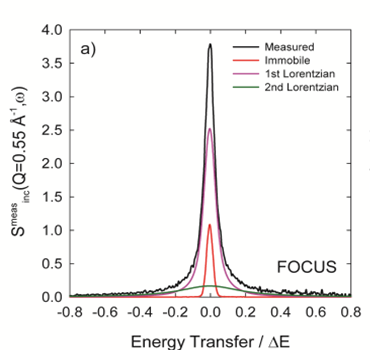 a)
Measured
Immobile
1st Lorentzian
2nd Lorentzian
FOCUS
S^meas_inc(Q=0.55 Å^-1,ω)
4.0
3.5
3.0
2.5
2.0
1.5
1.0
0.5
0.0
-0.8 -0.6 -0.4 -0.2 0.0 0.2 0.4 0.6 0.8
Energy Transfer / ΔE